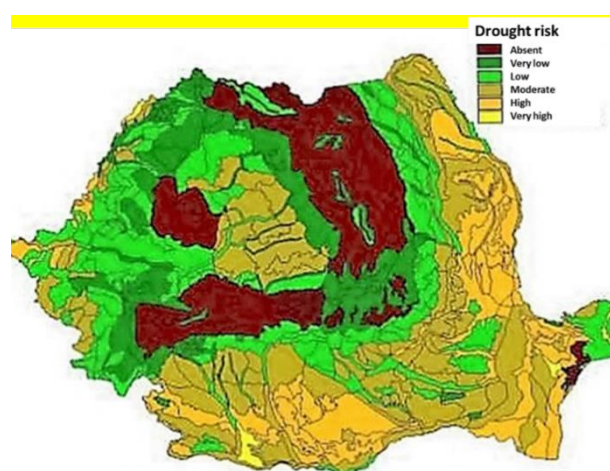 Drought risk
Absent
Very low
Low
Moderate
High
Very high